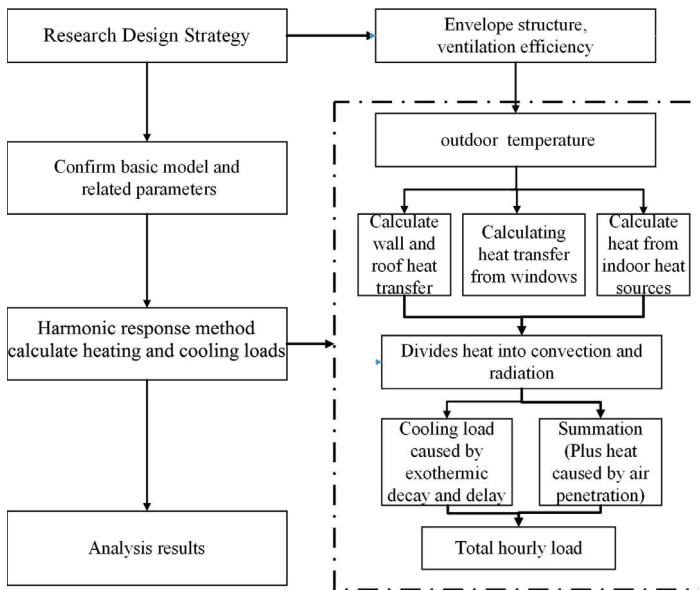 Research Design Strategy
Envelope structure,
ventilation efficiency
outdoor temperature
Confirm basic model and
related parameters
Calculate
wall and
roof heat
transfer
Calculating
heat transfer
from windows
Calculate
heat from
indoor heat
sources
Harmonic response method
calculate heating and cooling loads
Divides heat into convection and
radiation
Cooling load
caused by
exothermic
decay and delay
Summation
(Plus heat
caused by air
penetration)
Analysis results
Total hourly load